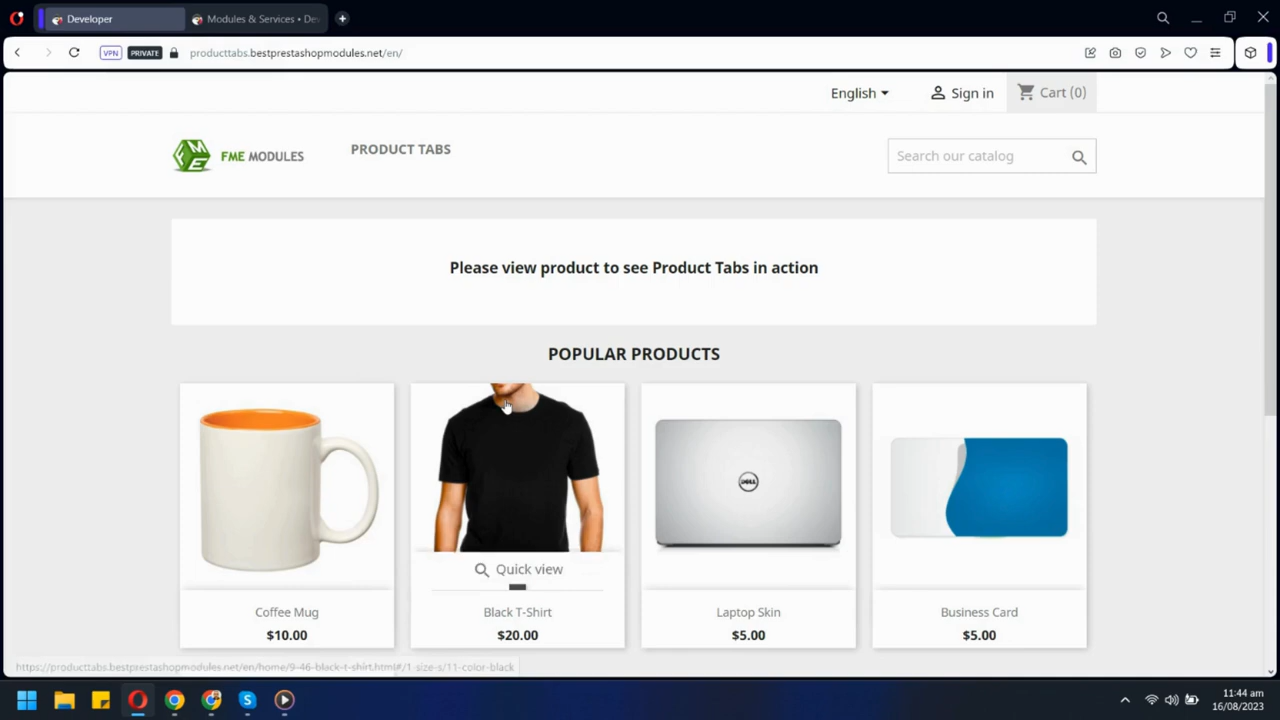 Developer
Modules & Services • Dev
VPN
PRIVATE
producttabs.bestprestashopmodules.net/en/
English
Sign in
Cart (0)
FME
FME MODULES
PRODUCT TABS
Search our catalog
Please view product to see Product Tabs in action
POPULAR PRODUCTS
DELL
Quick view
Coffee Mug
Black T-Shirt
Laptop Skin
Business Card
$10.00
$20.00
$5.00
$5.00
https://producttabs.bestprestashopmodules.net/en/home/9-46-black-t-shirt.html#/1-size-s/11-color-black
11:44 am
16/08/2023